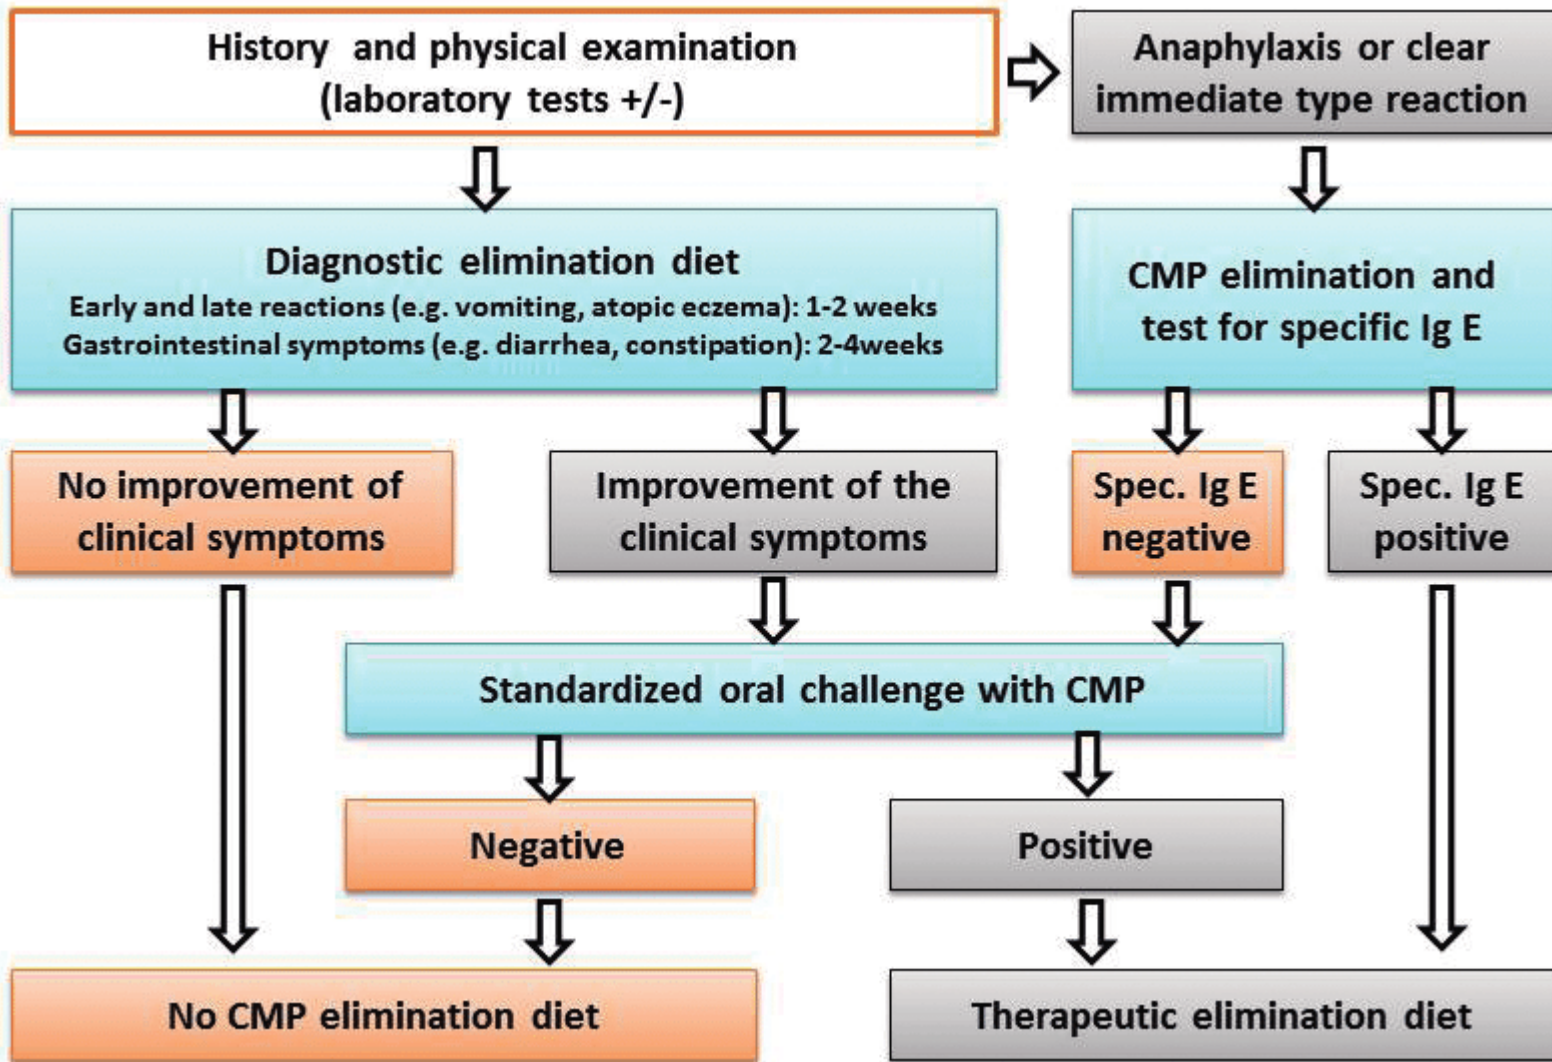 History and physical examination
(laboratory tests +/-)
Anaphylaxis or clear
immediate type reaction
Diagnostic elimination diet
Early and late reactions (e.g. vomiting, atopic eczema): 1-2 weeks
Gastrointestinal symptoms (e.g. diarrhea, constipation): 2-4weeks
CMP elimination and
test for specific Ig E
No improvement of
clinical symptoms
Improvement of the
clinical symptoms
Spec. Ig E
negative
Spec. Ig E
positive
Standardized oral challenge with CMP
Negative
Positive
No CMP elimination diet
Therapeutic elimination diet